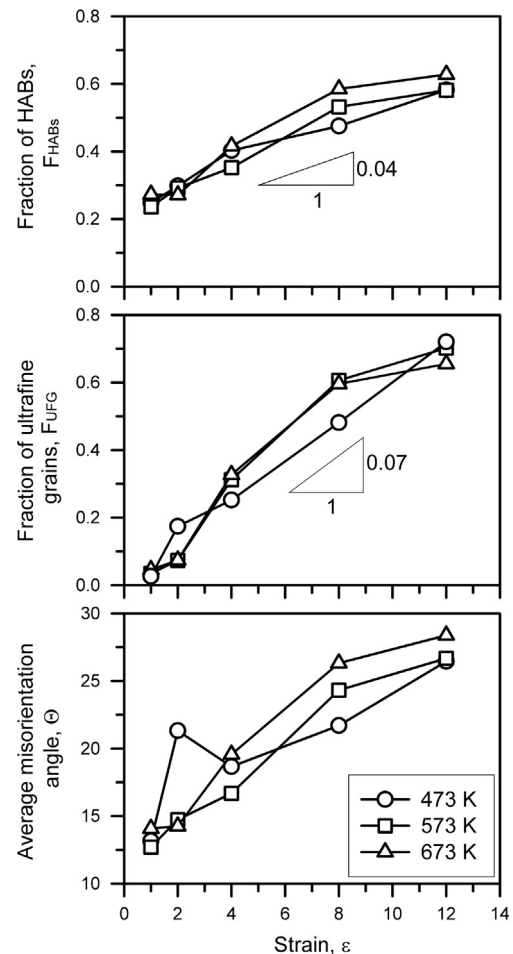 0.8
0.6
0.4
0.2
0.0
Fraction of HABs,
FHABs
0.04
1
0.8
0.6
0.4
0.2
0.0
Fraction of ultrafine
grains, FUFG
0.07
1
30
25
20
15
10
Average misorientation
angle, Θ
473 K
573 K
673 K
0 2 4 6 8 10 12 14
Strain, ε